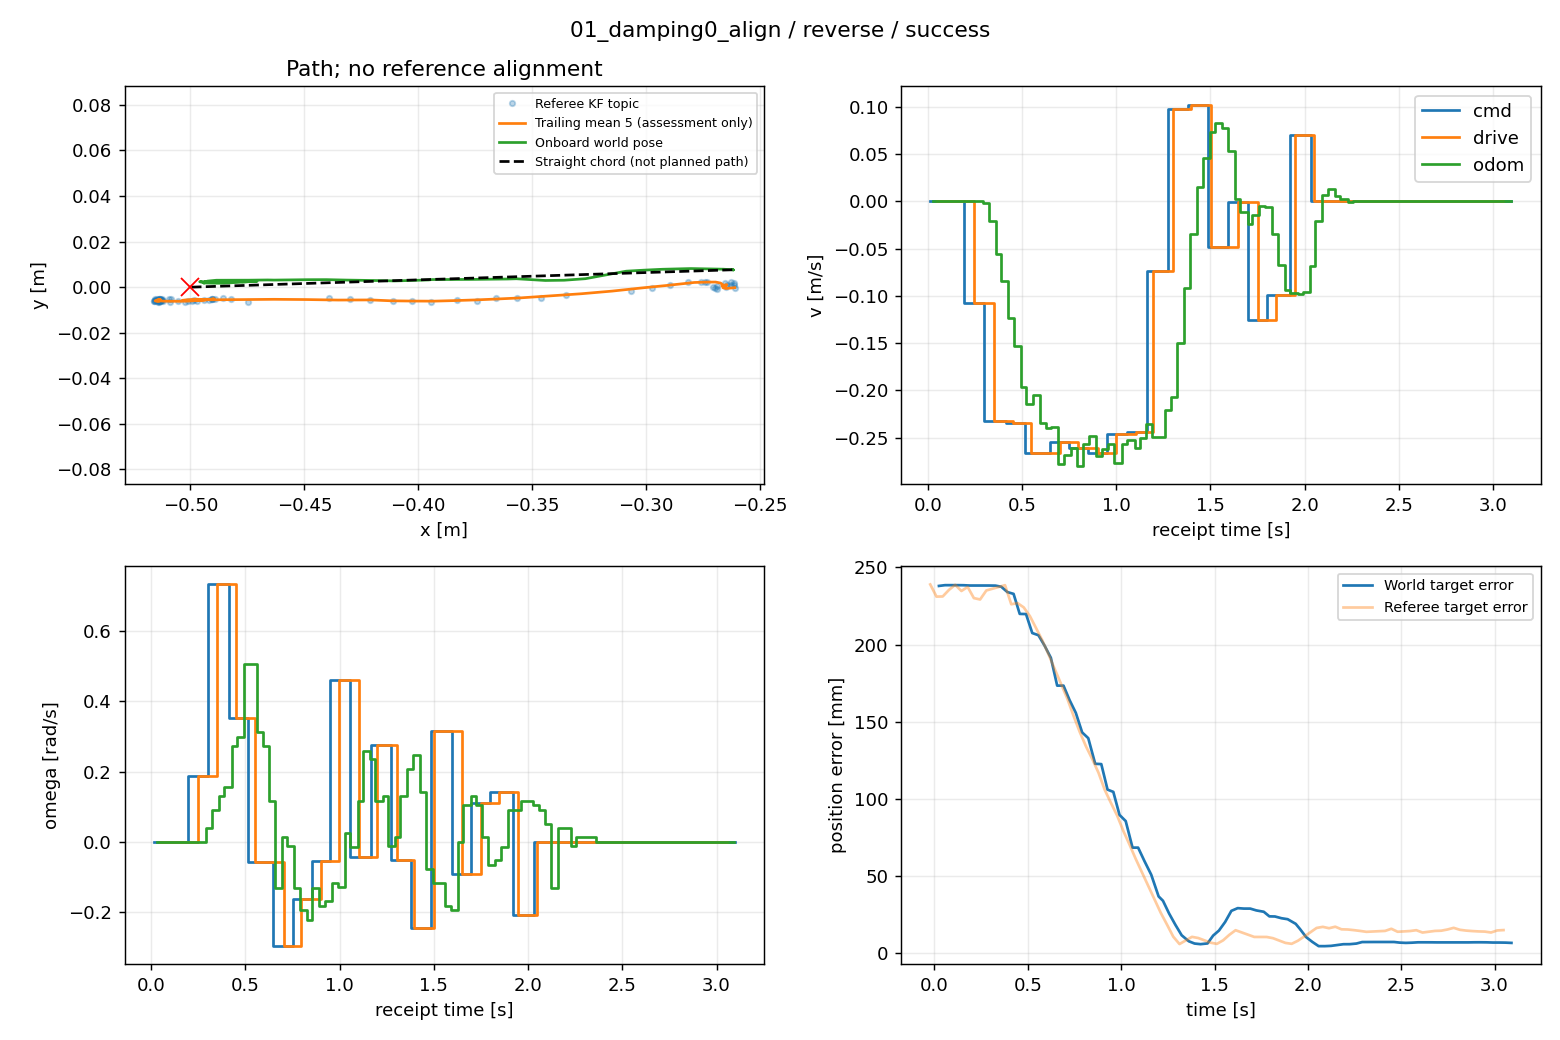 01_damping0_align / reverse / success
Path; no reference alignment
Referee KF topic
Trailing mean 5 (assessment only)
Onboard world pose
Straight chord (not planned path)
0.08
0.06
0.04
0.02
0.00
−0.02
−0.04
−0.06
−0.08
y [m]
−0.50
−0.45
−0.40
−0.35
−0.30
−0.25
x [m]
cmd
drive
odom
0.10
0.05
0.00
−0.05
−0.10
−0.15
−0.20
−0.25
v [m/s]
0.0
0.5
1.0
1.5
2.0
2.5
3.0
receipt time [s]
0.6
0.4
0.2
0.0
−0.2
omega [rad/s]
0.0
0.5
1.0
1.5
2.0
2.5
3.0
receipt time [s]
World target error
Referee target error
250
200
150
100
50
0
position error [mm]
0.0
0.5
1.0
1.5
2.0
2.5
3.0
time [s]